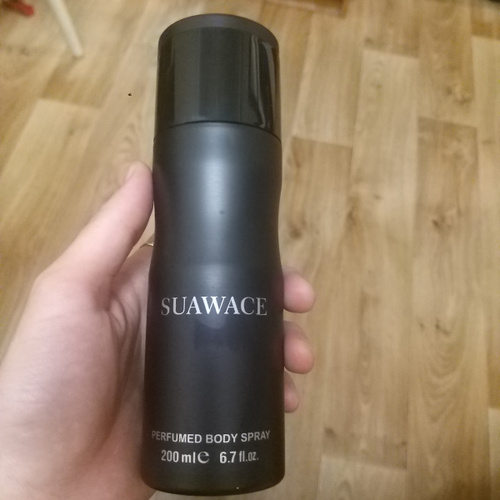 SUAWACE
PERFUMED BODY SPRAY
200 ml℮ 6.7 fl.oz.